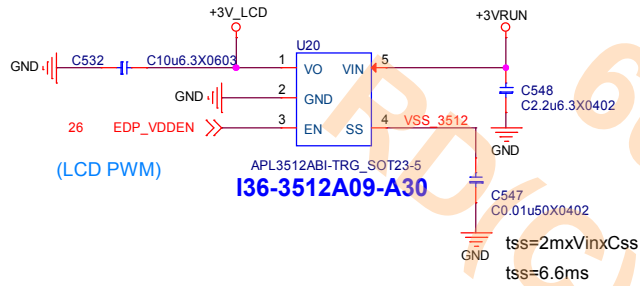 +3V_LCD
+3VRUN
U20
GND C532 C10u6.3X0603 1 VO VIN 5
GND 2 GND
C548
C2.2u6.3X0402
26 EDP_VDDEN 3 EN SS 4 VSS_3512
GND
(LCD PWM)
APL3512ABI-TRG_SOT23-5
I36-3512A09-A30
C547
C0.01u50X0402
GND
tss=2mxVinxCss
tss=6.6ms
RD(C